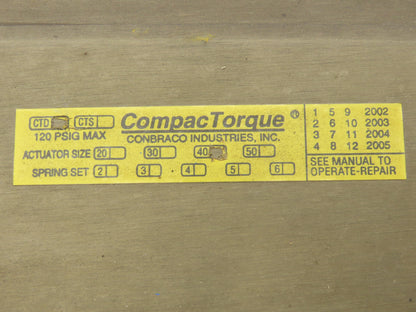 CTD CTS CompacTorque ®
120 PSIG MAX CONBRACO INDUSTRIES, INC.
ACTUATOR SIZE 20 30 40 50
SPRING SET 2 3 4 5 6
1 5 9 2002
2 6 10 2003
3 7 11 2004
4 8 12 2005
SEE MANUAL TO
OPERATE-REPAIR